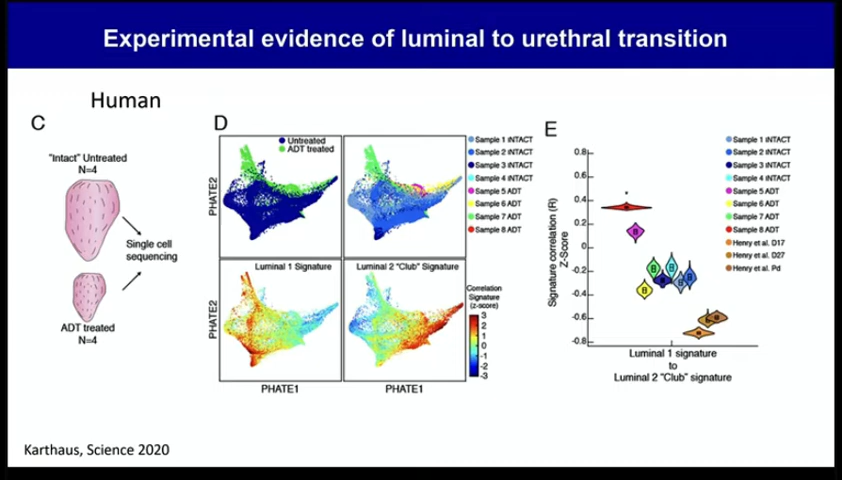 Experimental evidence of luminal to urethral transition
Human
C
"Intact" Untreated
N=4
Single cell
sequencing
ADT treated
N=4
D
Untreated
ADT treated
PHATE2
Sample 1 INTACT
Sample 2 INTACT
Sample 3 INTACT
Sample 4 INTACT
Sample 5 ADT
Sample 6 ADT
Sample 7 ADT
Sample 8 ADT
Luminal 1 Signature
Luminal 2 "Club" Signature
PHATE2
PHATE1
PHATE1
Correlation
Signature
(z-score)
3
2
1
0
-1
-2
-3
E
Signature correlation (R)
Z-Score
0.8
0.6
0.4
0.2
0
-0.2
-0.4
-0.6
-0.8
Sample 1 INTACT
Sample 2 INTACT
Sample 3 INTACT
Sample 4 INTACT
Sample 5 ADT
Sample 6 ADT
Sample 7 ADT
Sample 8 ADT
Henry et al. D17
Henry et al. D27
Henry et al. Pd
Luminal 1 signature
to
Luminal 2 "Club" signature
Karthaus, Science 2020